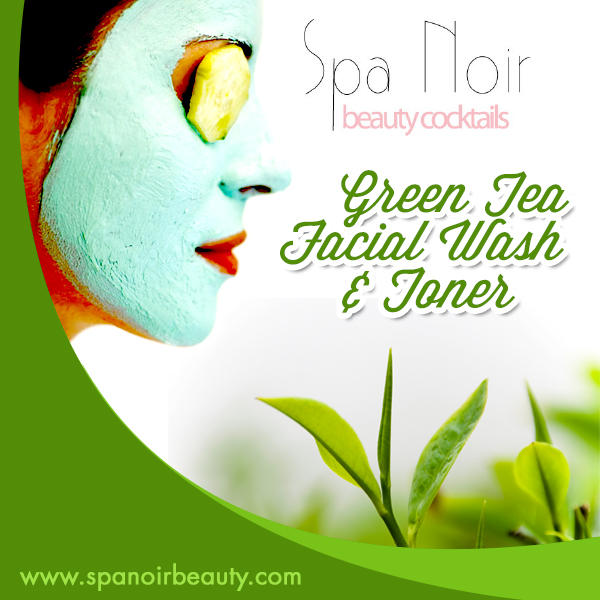 Spa Noir
beauty cocktails
Green Tea
Facial Wash
& Toner
www.spanoirbeauty.com